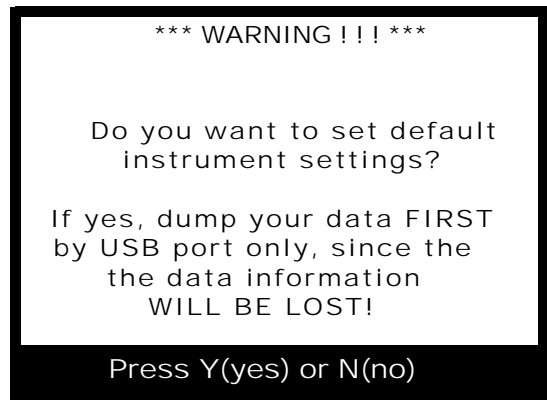 *** WARNING ! ! ! ***
Do you want to set default
instrument settings?
If yes, dump your data FIRST
by USB port only, since the
the data information
WILL BE LOST!
Press Y(yes) or N(no)